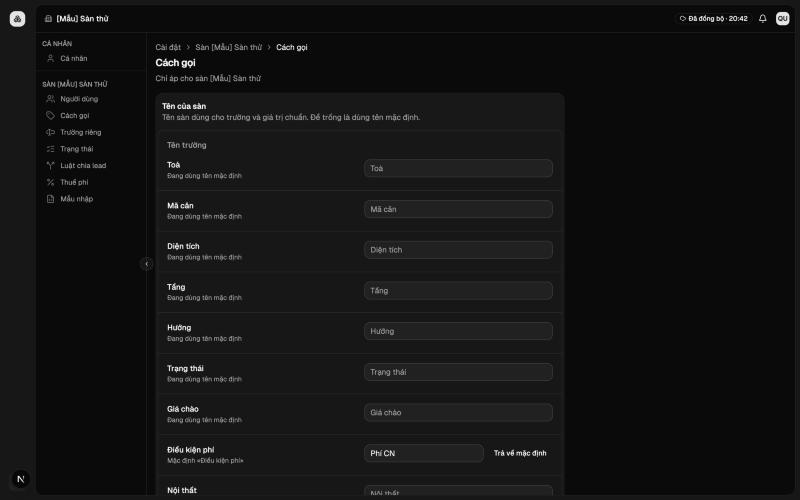 [Mẫu] Sàn thử
Đã đồng bộ · 20:42
QU
CÁ NHÂN
Cá nhân
SÀN [MẪU] SÀN THỬ
Người dùng
Cách gọi
Trường riêng
Trạng thái
Luật chia lead
Thuế phí
Mẫu nhập
Cài đặt > Sàn [Mẫu] Sàn thử > Cách gọi
Cách gọi
Chỉ áp cho sàn [Mẫu] Sàn thử
Tên của sàn
Tên sàn dùng cho trường và giá trị chuẩn. Để trống là dùng tên mặc định.
Tên trường
Toà
Đang dùng tên mặc định
Toà
Mã căn
Đang dùng tên mặc định
Mã căn
Diện tích
Đang dùng tên mặc định
Diện tích
Tầng
Đang dùng tên mặc định
Tầng
Hướng
Đang dùng tên mặc định
Hướng
Trạng thái
Đang dùng tên mặc định
Trạng thái
Giá chào
Đang dùng tên mặc định
Giá chào
Điều kiện phí
Mặc định «Điều kiện phí»
Phí CN
Trả về mặc định
Nội thất
Nội thất
N